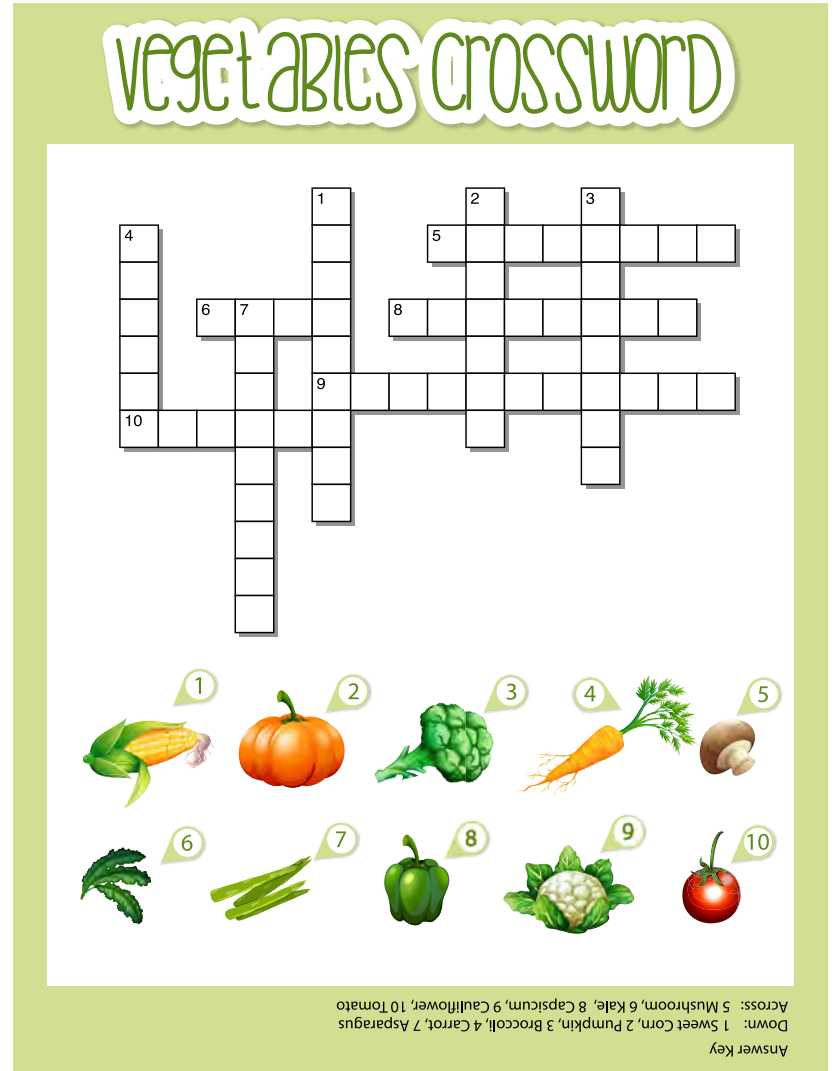 vegetables crossword
1 2 3
4 5
6 7 8
9
10
1 2 3 4 5
6 7 8 9 10
Answer Key
Down: 1 Sweet Corn, 2 Pumpkin, 3 Broccoli, 4 Carrot, 7 Asparagus
Across: 5 Mushroom, 6 Kale, 8 Capsicum, 9 Cauliflower, 10 Tomato